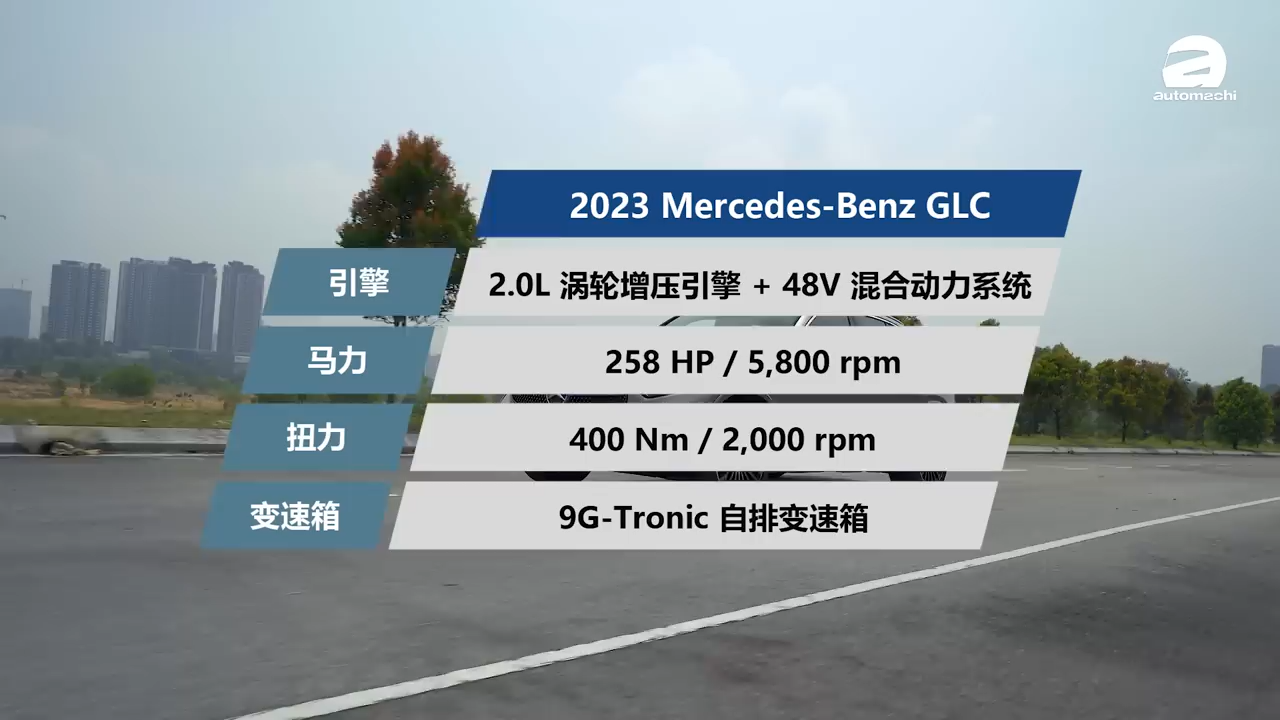 automachi
2023 Mercedes-Benz GLC
引擎 2.0L 涡轮增压引擎 + 48V 混合动力系统
马力 258 HP / 5,800 rpm
扭力 400 Nm / 2,000 rpm
变速箱 9G-Tronic 自排变速箱